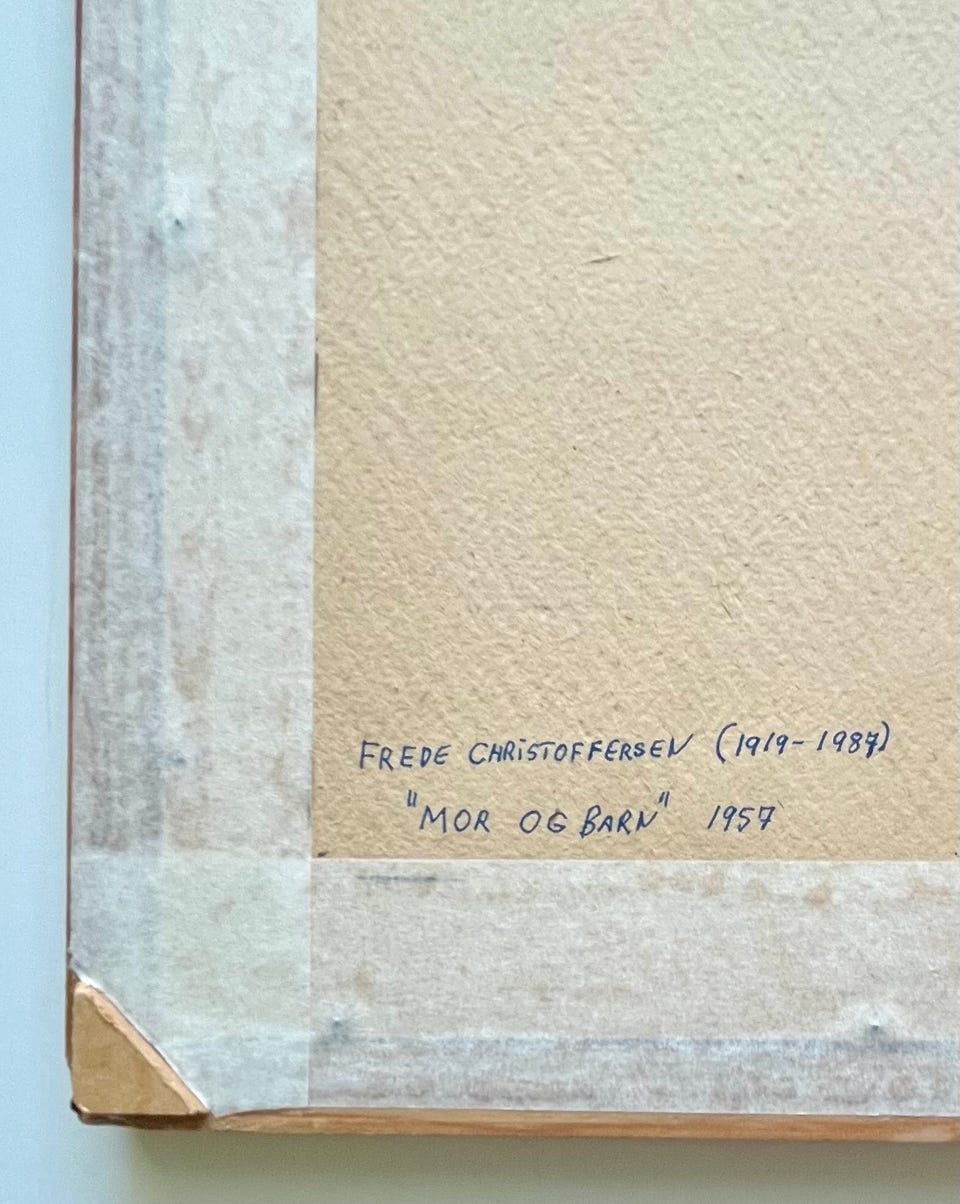 FREDE CHRISTOFFERSEN (1919-1987)
"MOR OG BARN" 1957